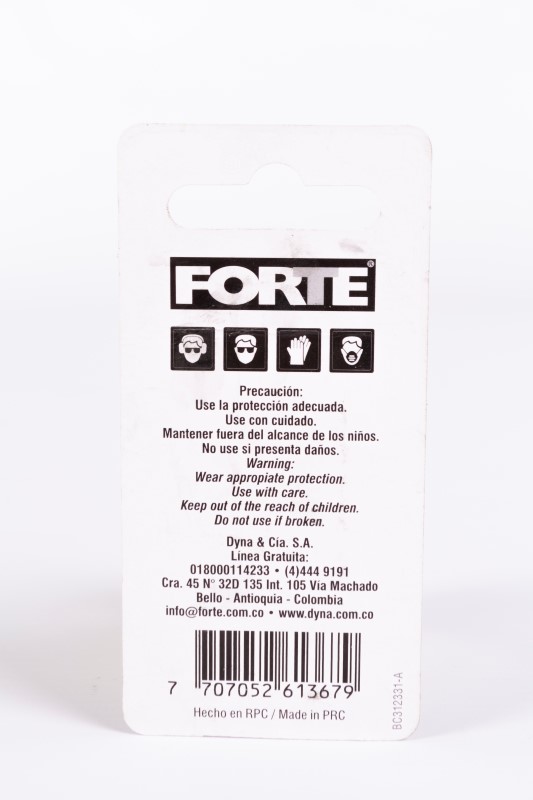 FORTE®
Precaución:
Use la protección adecuada.
Use con cuidado.
Mantener fuera del alcance de los niños.
No use si presenta daños.
Warning:
Wear appropiate protection.
Use with care.
Keep out of the reach of children.
Do not use if broken.
Dyna & Cía. S.A.
Línea Gratuita:
018000114233 • (4)444 9191
Cra. 45 N° 32D 135 Int. 105 Vía Machado
Bello - Antioquia - Colombia
info@forte.com.co • www.dyna.com.co
7 707052 613679
Hecho en RPC / Made in PRC
BC312331-A